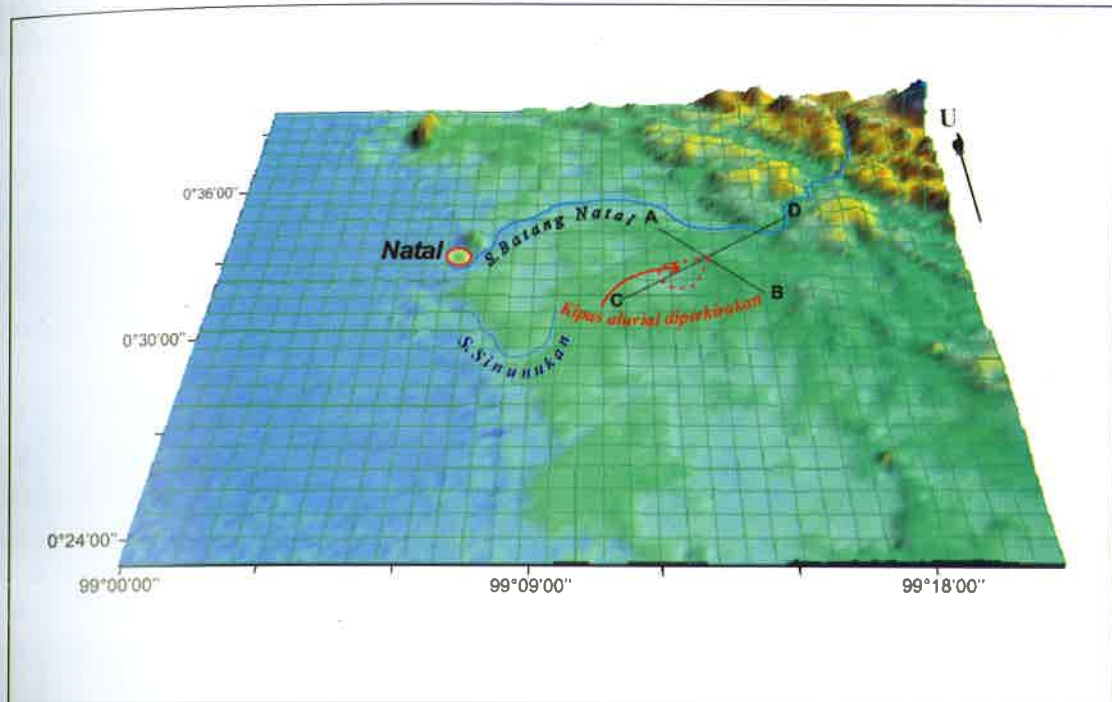 U
0°36'00"
A
D
S. Batang Natal
Natal
C
B
Kipas aluvial diperkirakan
0°30'00"
S. Sinunukan
0°24'00"
99°00'00"
99°09'00"
99°18'00"